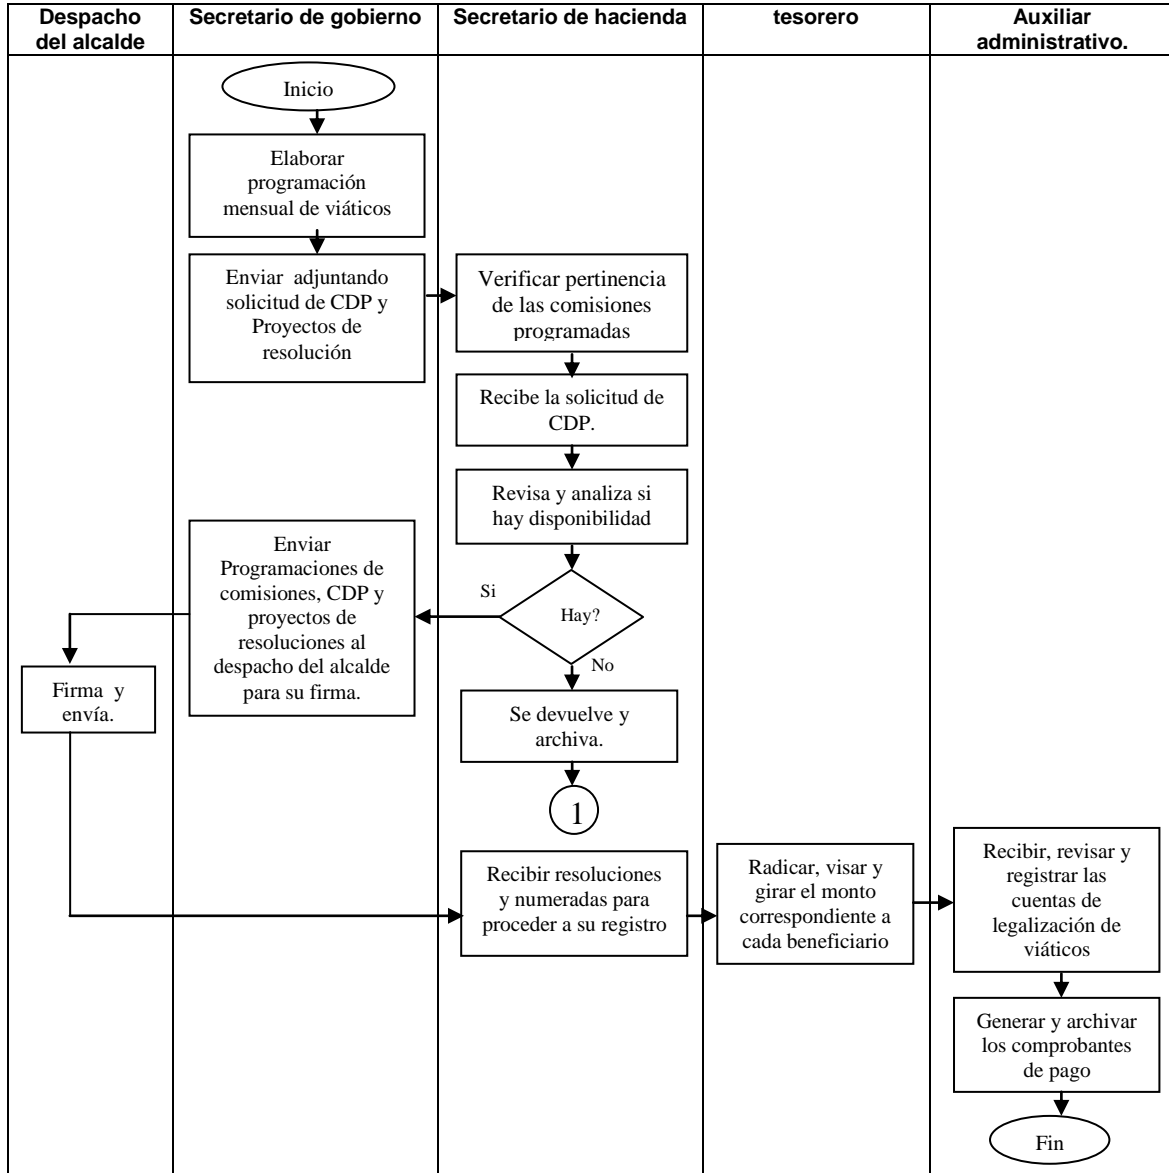 Despacho
del alcalde
Secretario de gobierno
Secretario de hacienda
tesorero
Auxiliar
administrativo.
Inicio
Elaborar
programación
mensual de viáticos
Enviar adjuntando
solicitud de CDP y
Proyectos de
resolución
Verificar pertinencia
de las comisiones
programadas
Recibe la solicitud de
CDP.
Revisa y analiza si
hay disponibilidad
Hay?
Si
No
Enviar
Programaciones de
comisiones, CDP y
proyectos de
resoluciones al
despacho del alcalde
para su firma.
Firma y
envía.
Se devuelve y
archiva.
1
Recibir resoluciones
y numeradas para
proceder a su registro
Radicar, visar y
girar el monto
correspondiente a
cada beneficiario
Recibir, revisar y
registrar las
cuentas de
legalización de
viáticos
Generar y archivar
los comprobantes
de pago
Fin